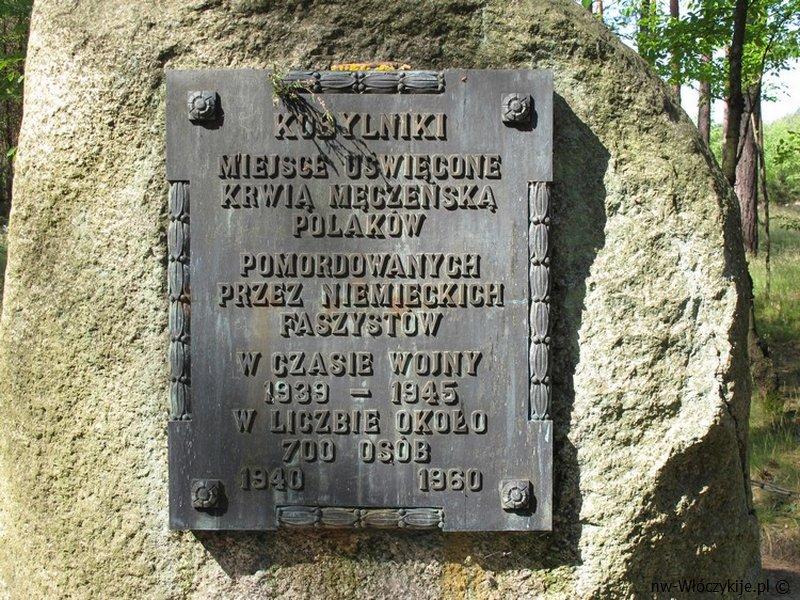 KOBYLNIKI
MIEJSCE UŚWIĘCONE
KRWIĄ MĘCZEŃSKĄ
POLAKÓW
POMORDOWANYCH
PRZEZ NIEMIECKICH
FASZYSTÓW
W CZASIE WOJNY
1939 – 1945
W LICZBIE OKOŁO
700 OSÓB
1940 1960
nw-Włóczykije.pl ©